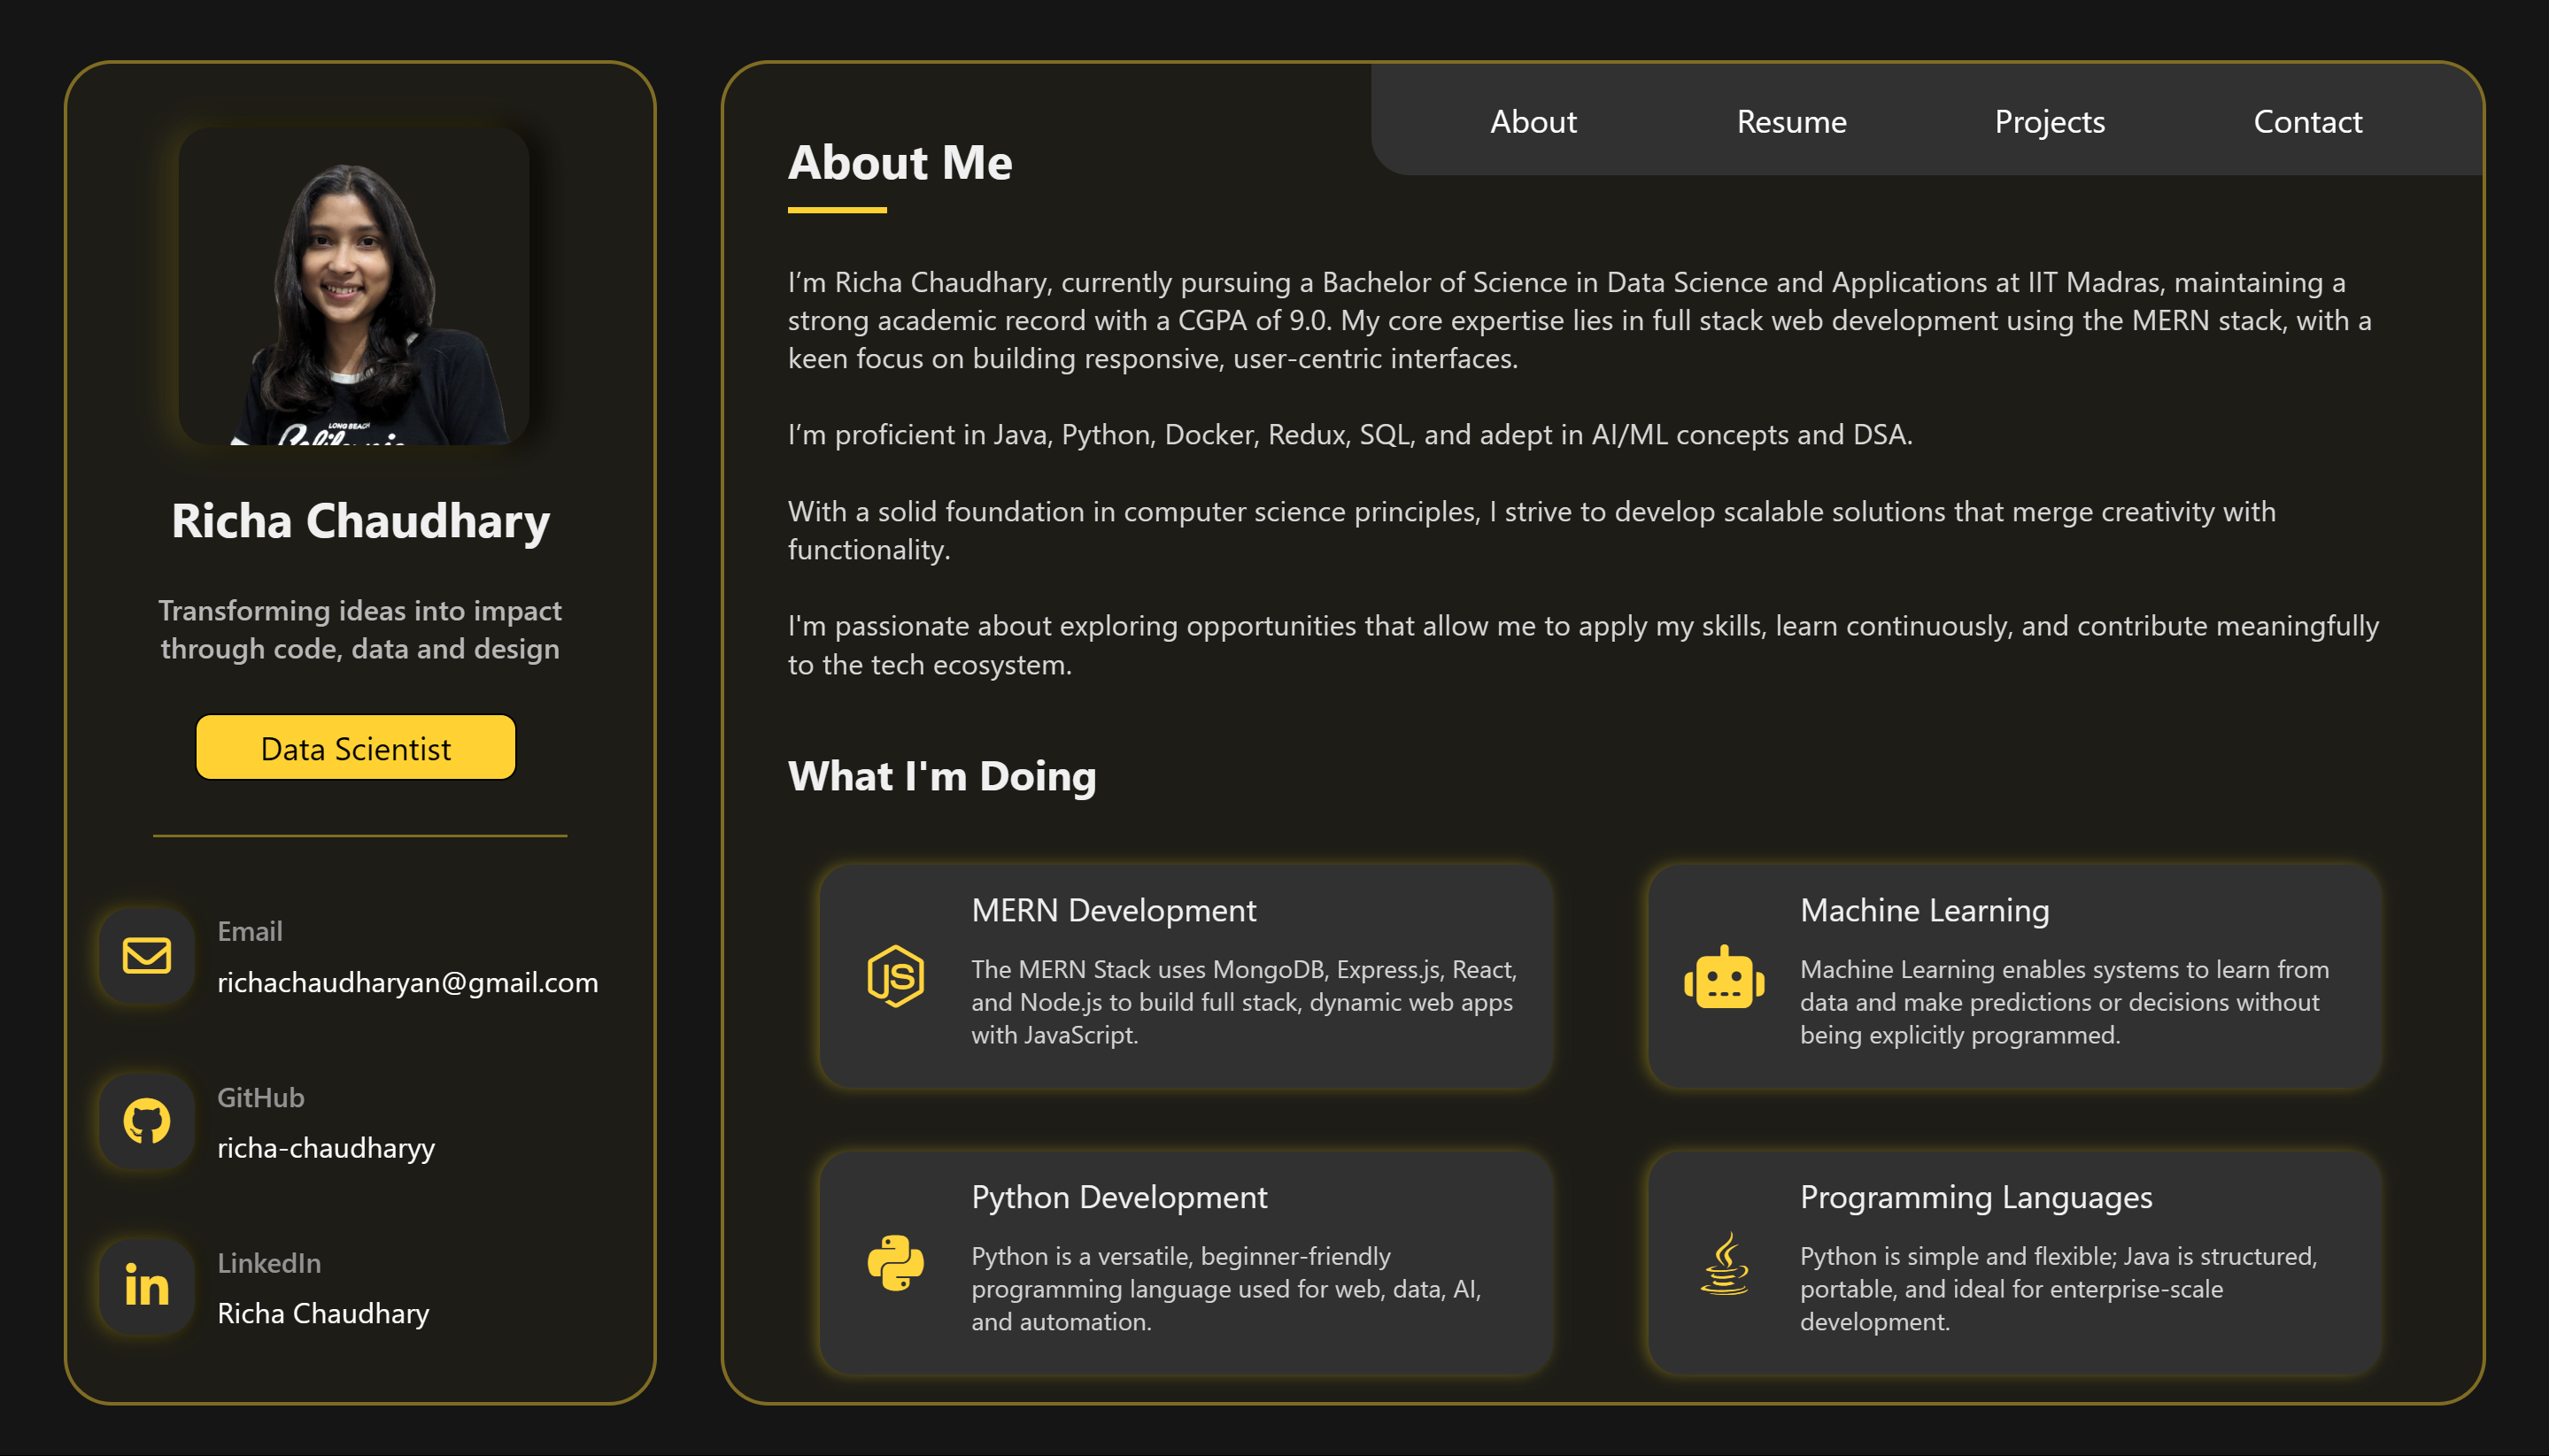 LONG BEACH
California
Richa Chaudhary
Transforming ideas into impact
through code, data and design
Data Scientist
Email
richachaudharyan@gmail.com
GitHub
richa-chaudharyy
LinkedIn
Richa Chaudhary
About
Resume
Projects
Contact
About Me
I’m Richa Chaudhary, currently pursuing a Bachelor of Science in Data Science and Applications at IIT Madras, maintaining a
strong academic record with a CGPA of 9.0. My core expertise lies in full stack web development using the MERN stack, with a
keen focus on building responsive, user-centric interfaces.
I’m proficient in Java, Python, Docker, Redux, SQL, and adept in AI/ML concepts and DSA.
With a solid foundation in computer science principles, I strive to develop scalable solutions that merge creativity with
functionality.
I'm passionate about exploring opportunities that allow me to apply my skills, learn continuously, and contribute meaningfully
to the tech ecosystem.
What I'm Doing
JS
MERN Development
The MERN Stack uses MongoDB, Express.js, React,
and Node.js to build full stack, dynamic web apps
with JavaScript.
Machine Learning
Machine Learning enables systems to learn from
data and make predictions or decisions without
being explicitly programmed.
Python Development
Python is a versatile, beginner-friendly
programming language used for web, data, AI,
and automation.
Programming Languages
Python is simple and flexible; Java is structured,
portable, and ideal for enterprise-scale
development.